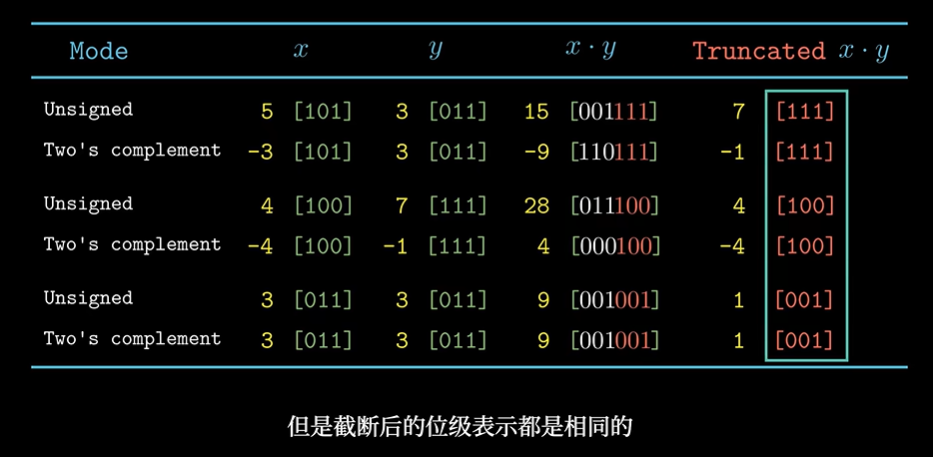 Mode x y x · y Truncated x · y
Unsigned 5 [101] 3 [011] 15 [001111] 7 [111]
Two's complement -3 [101] 3 [011] -9 [110111] -1 [111]
Unsigned 4 [100] 7 [111] 28 [011100] 4 [100]
Two's complement -4 [100] -1 [111] 4 [000100] -4 [100]
Unsigned 3 [011] 3 [011] 9 [001001] 1 [001]
Two's complement 3 [011] 3 [011] 9 [001001] 1 [001]
但是截断后的位级表示都是相同的